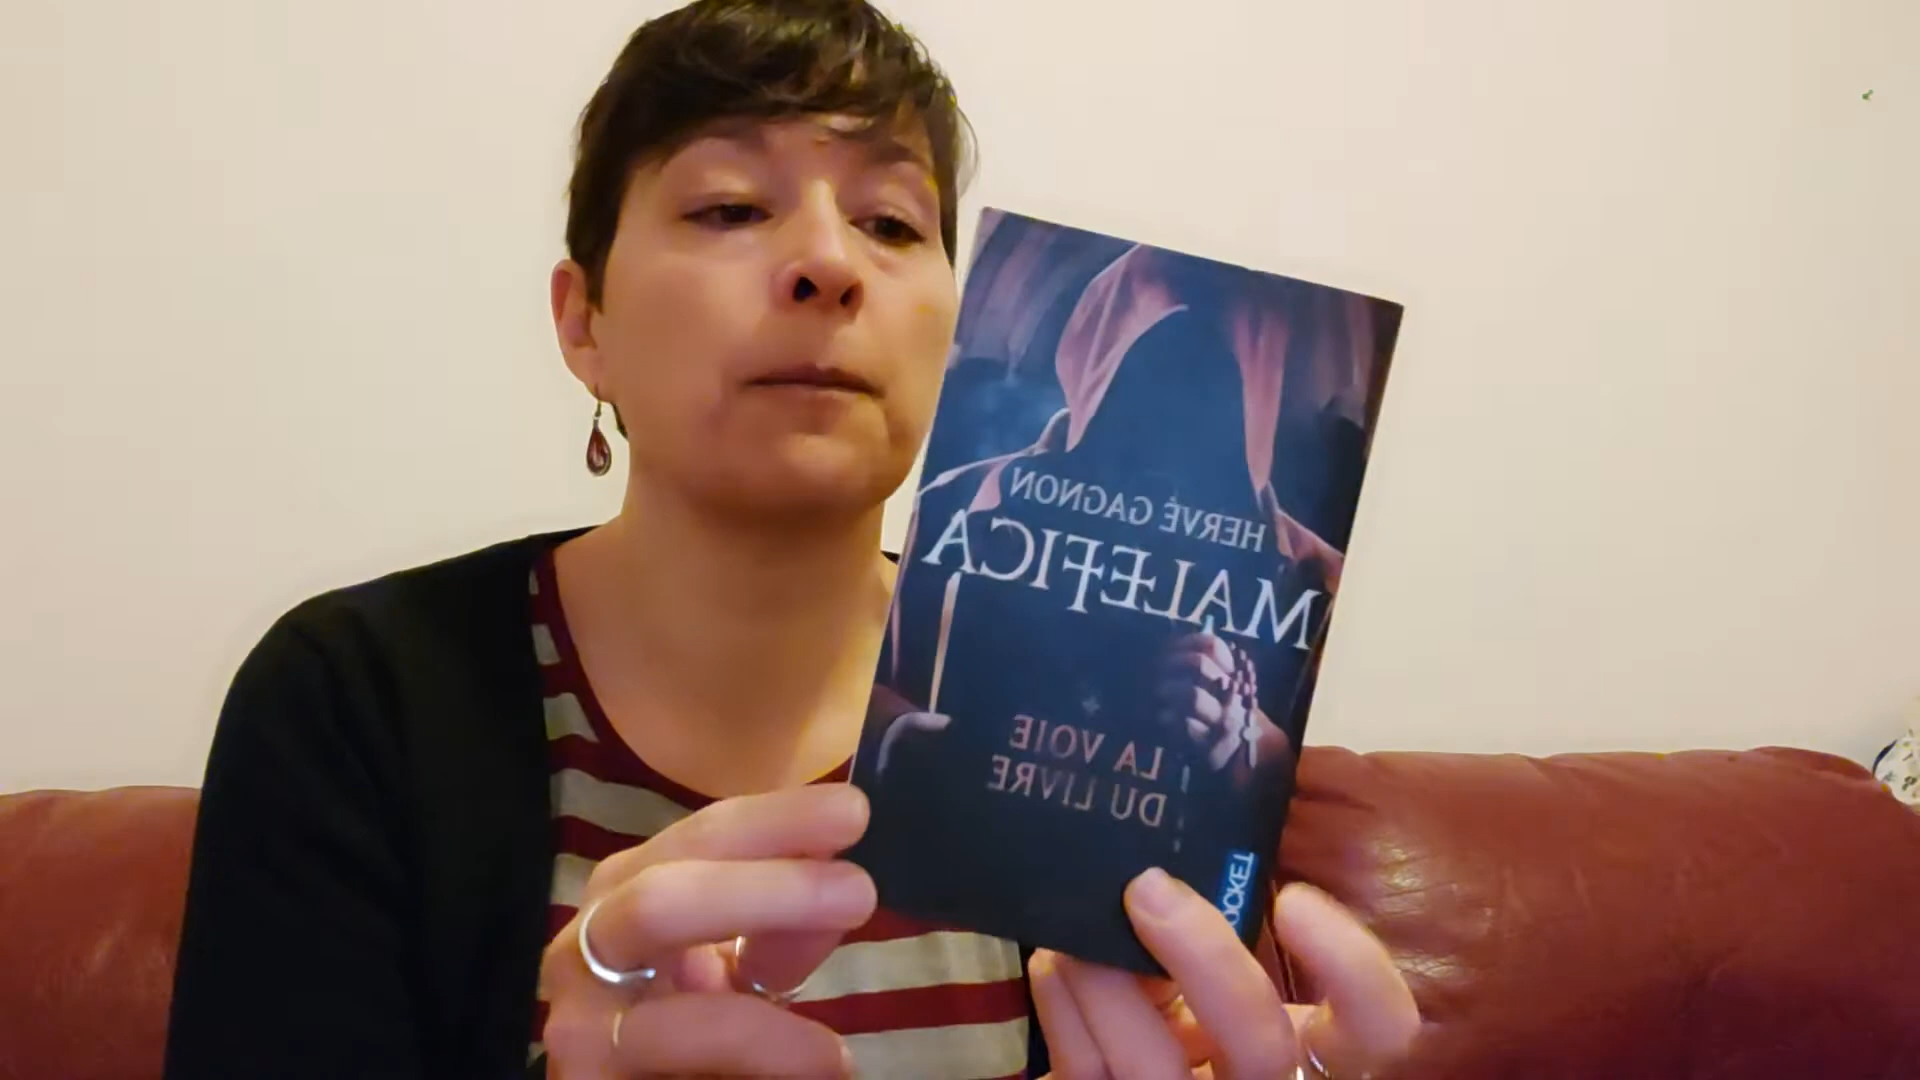 HERVÉ GAGNON
MALEFICA
LA VOIE
DU LIVRE
POCKET